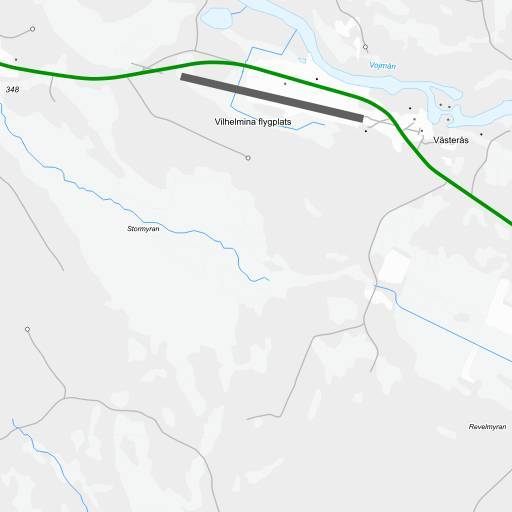 Vojmån
348
Vilhelmina flygplats
Västerås
Stormyran
Revelmyran